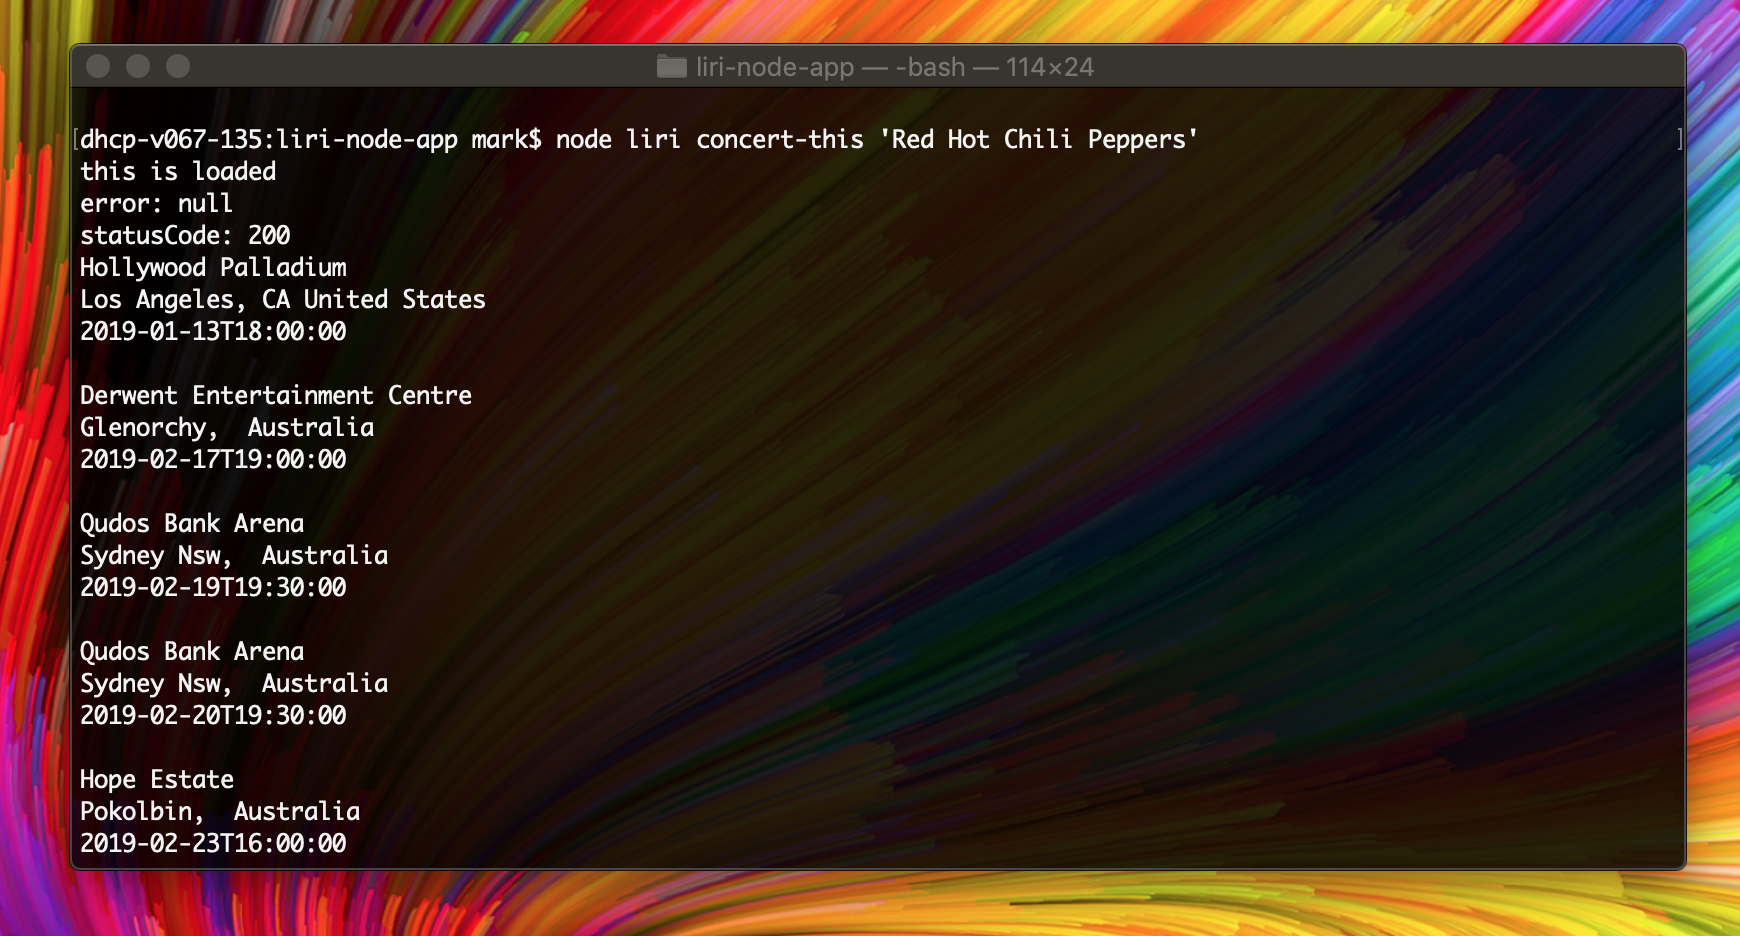 liri-node-app — -bash — 114×24
[dhcp-v067-135:liri-node-app mark$ node liri concert-this 'Red Hot Chili Peppers' ]
this is loaded
error: null
statusCode: 200
Hollywood Palladium
Los Angeles, CA United States
2019-01-13T18:00:00
Derwent Entertainment Centre
Glenorchy,  Australia
2019-02-17T19:00:00
Qudos Bank Arena
Sydney Nsw,  Australia
2019-02-19T19:30:00
Qudos Bank Arena
Sydney Nsw,  Australia
2019-02-20T19:30:00
Hope Estate
Pokolbin,  Australia
2019-02-23T16:00:00